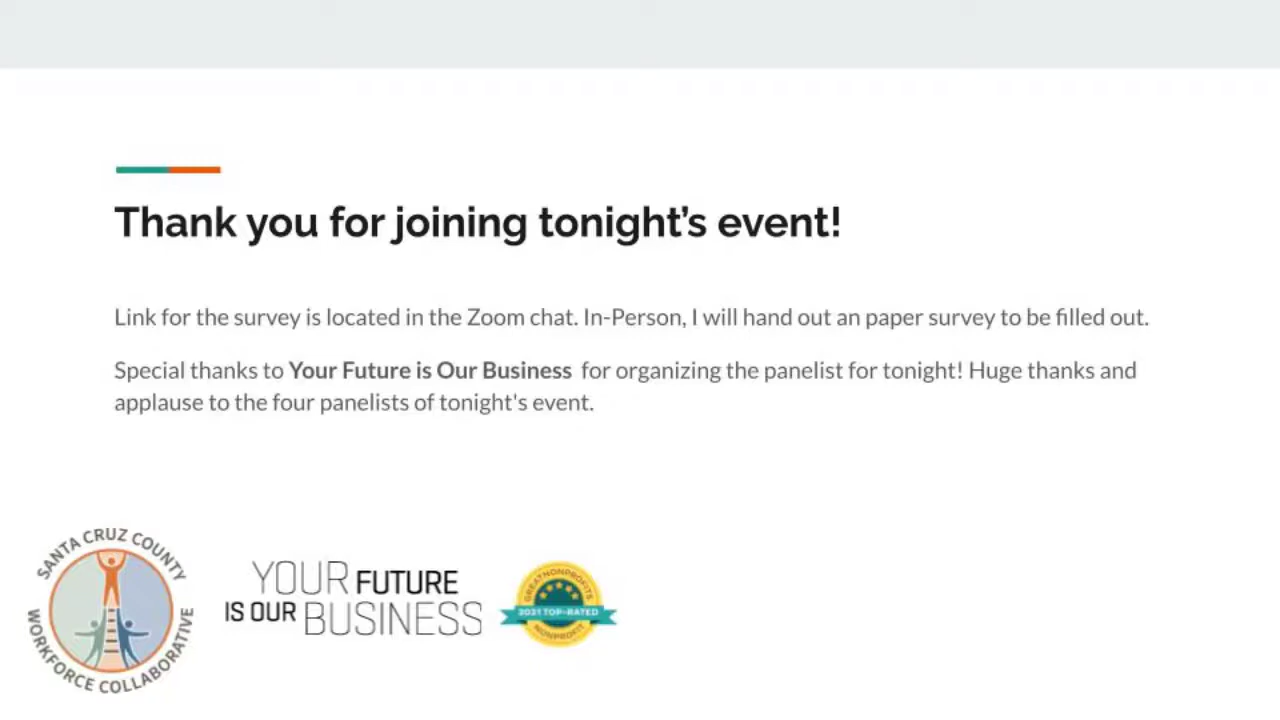 Thank you for joining tonight’s event!
Link for the survey is located in the Zoom chat. In-Person, I will hand out an paper survey to be filled out.
Special thanks to Your Future is Our Business for organizing the panelist for tonight! Huge thanks and
applause to the four panelists of tonight's event.
SANTA CRUZ COUNTY
WORKFORCE COLLABORATIVE
YOUR FUTURE
IS OUR BUSINESS
GREATNONPROFITS
2021 TOP-RATED
NONPROFIT